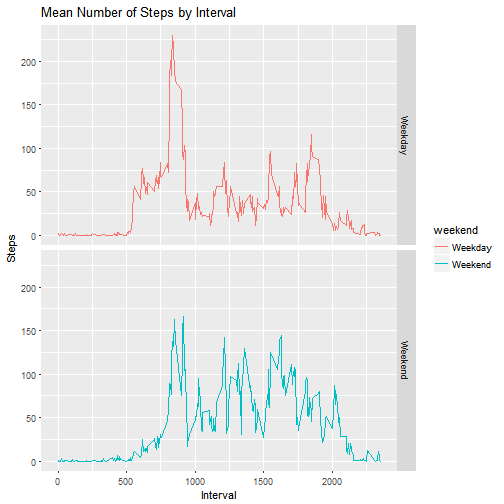 Mean Number of Steps by Interval
Steps
200
150
100
50
0
Weekday
200
150
100
50
0
Weekend
0
500
1000
1500
2000
Interval
weekend
Weekday
Weekend